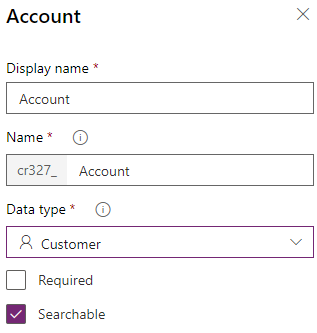 Account
Display name *
Account
Name *
cr327_ Account
Data type *
Customer
Required
Searchable